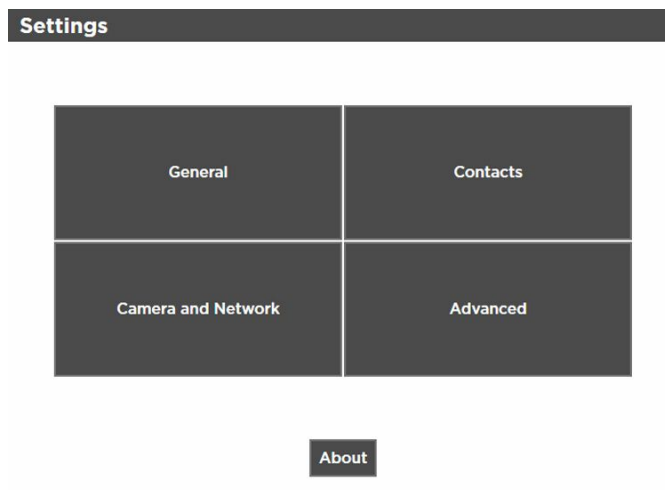 Settings
General
Contacts
Camera and Network
Advanced
About